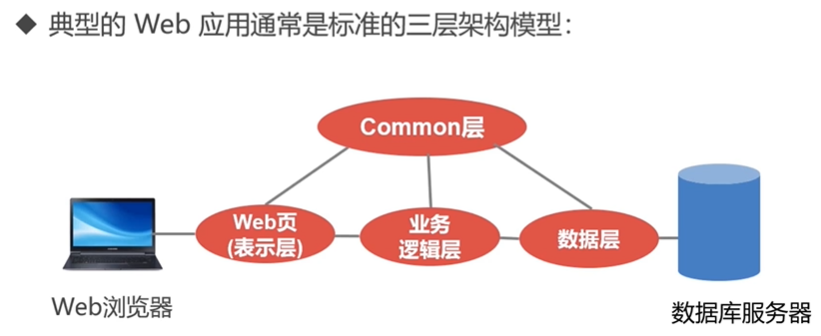 ◆ 典型的 Web 应用通常是标准的三层架构模型：
Common层
Web页
(表示层)
业务
逻辑层
数据层
Web浏览器
数据库服务器